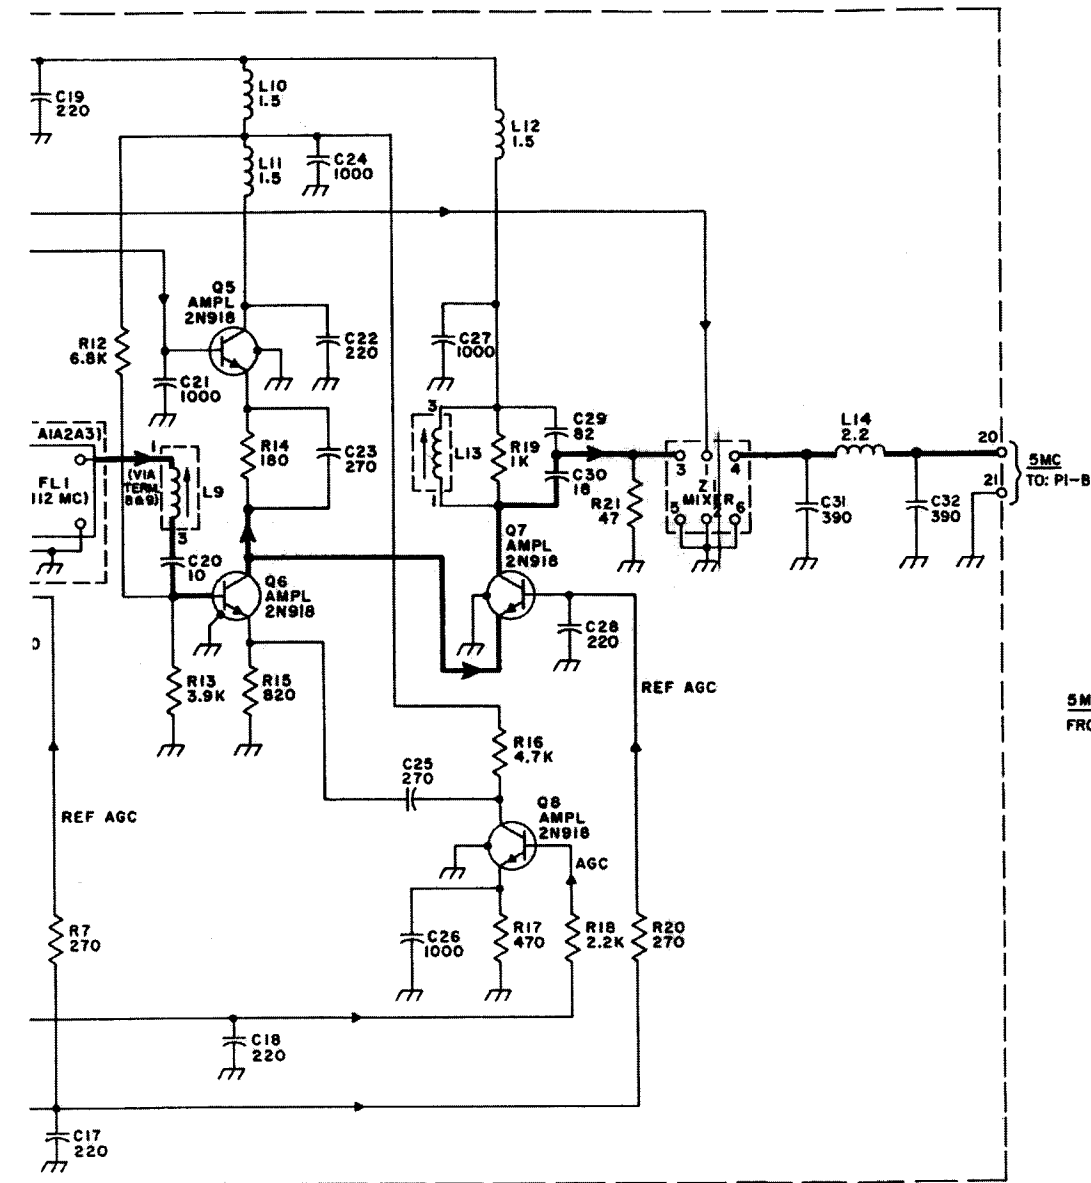 C19
220
L10
1.5
L12
1.5
L11
1.5
C24
1000
Q5
AMPL
2N918
R12
6.8K
C22
220
C27
1000
C21
1000
3
C29
82
L14
2.2
A1A2A3)
1
R14
180
C23
270
L13
R19
1K
20
5MC
TO: P1-B
(VIA
TERM
8&9)
FL1
112 MC)
L9
3
1
C30
18
R21
47
3
1
4
Z1
MIXER
5
2
6
21
C31
390
C32
390
C20
10
Q6
AMPL
2N918
Q7
AMPL
2N918
C28
220
R13
3.9K
R15
820
REF AGC
5M
FRO
R16
4.7K
C25
270
Q8
AMPL
2N918
REF AGC
AGC
R7
270
C26
1000
R17
470
R18
2.2K
R20
270
C18
220
C17
220